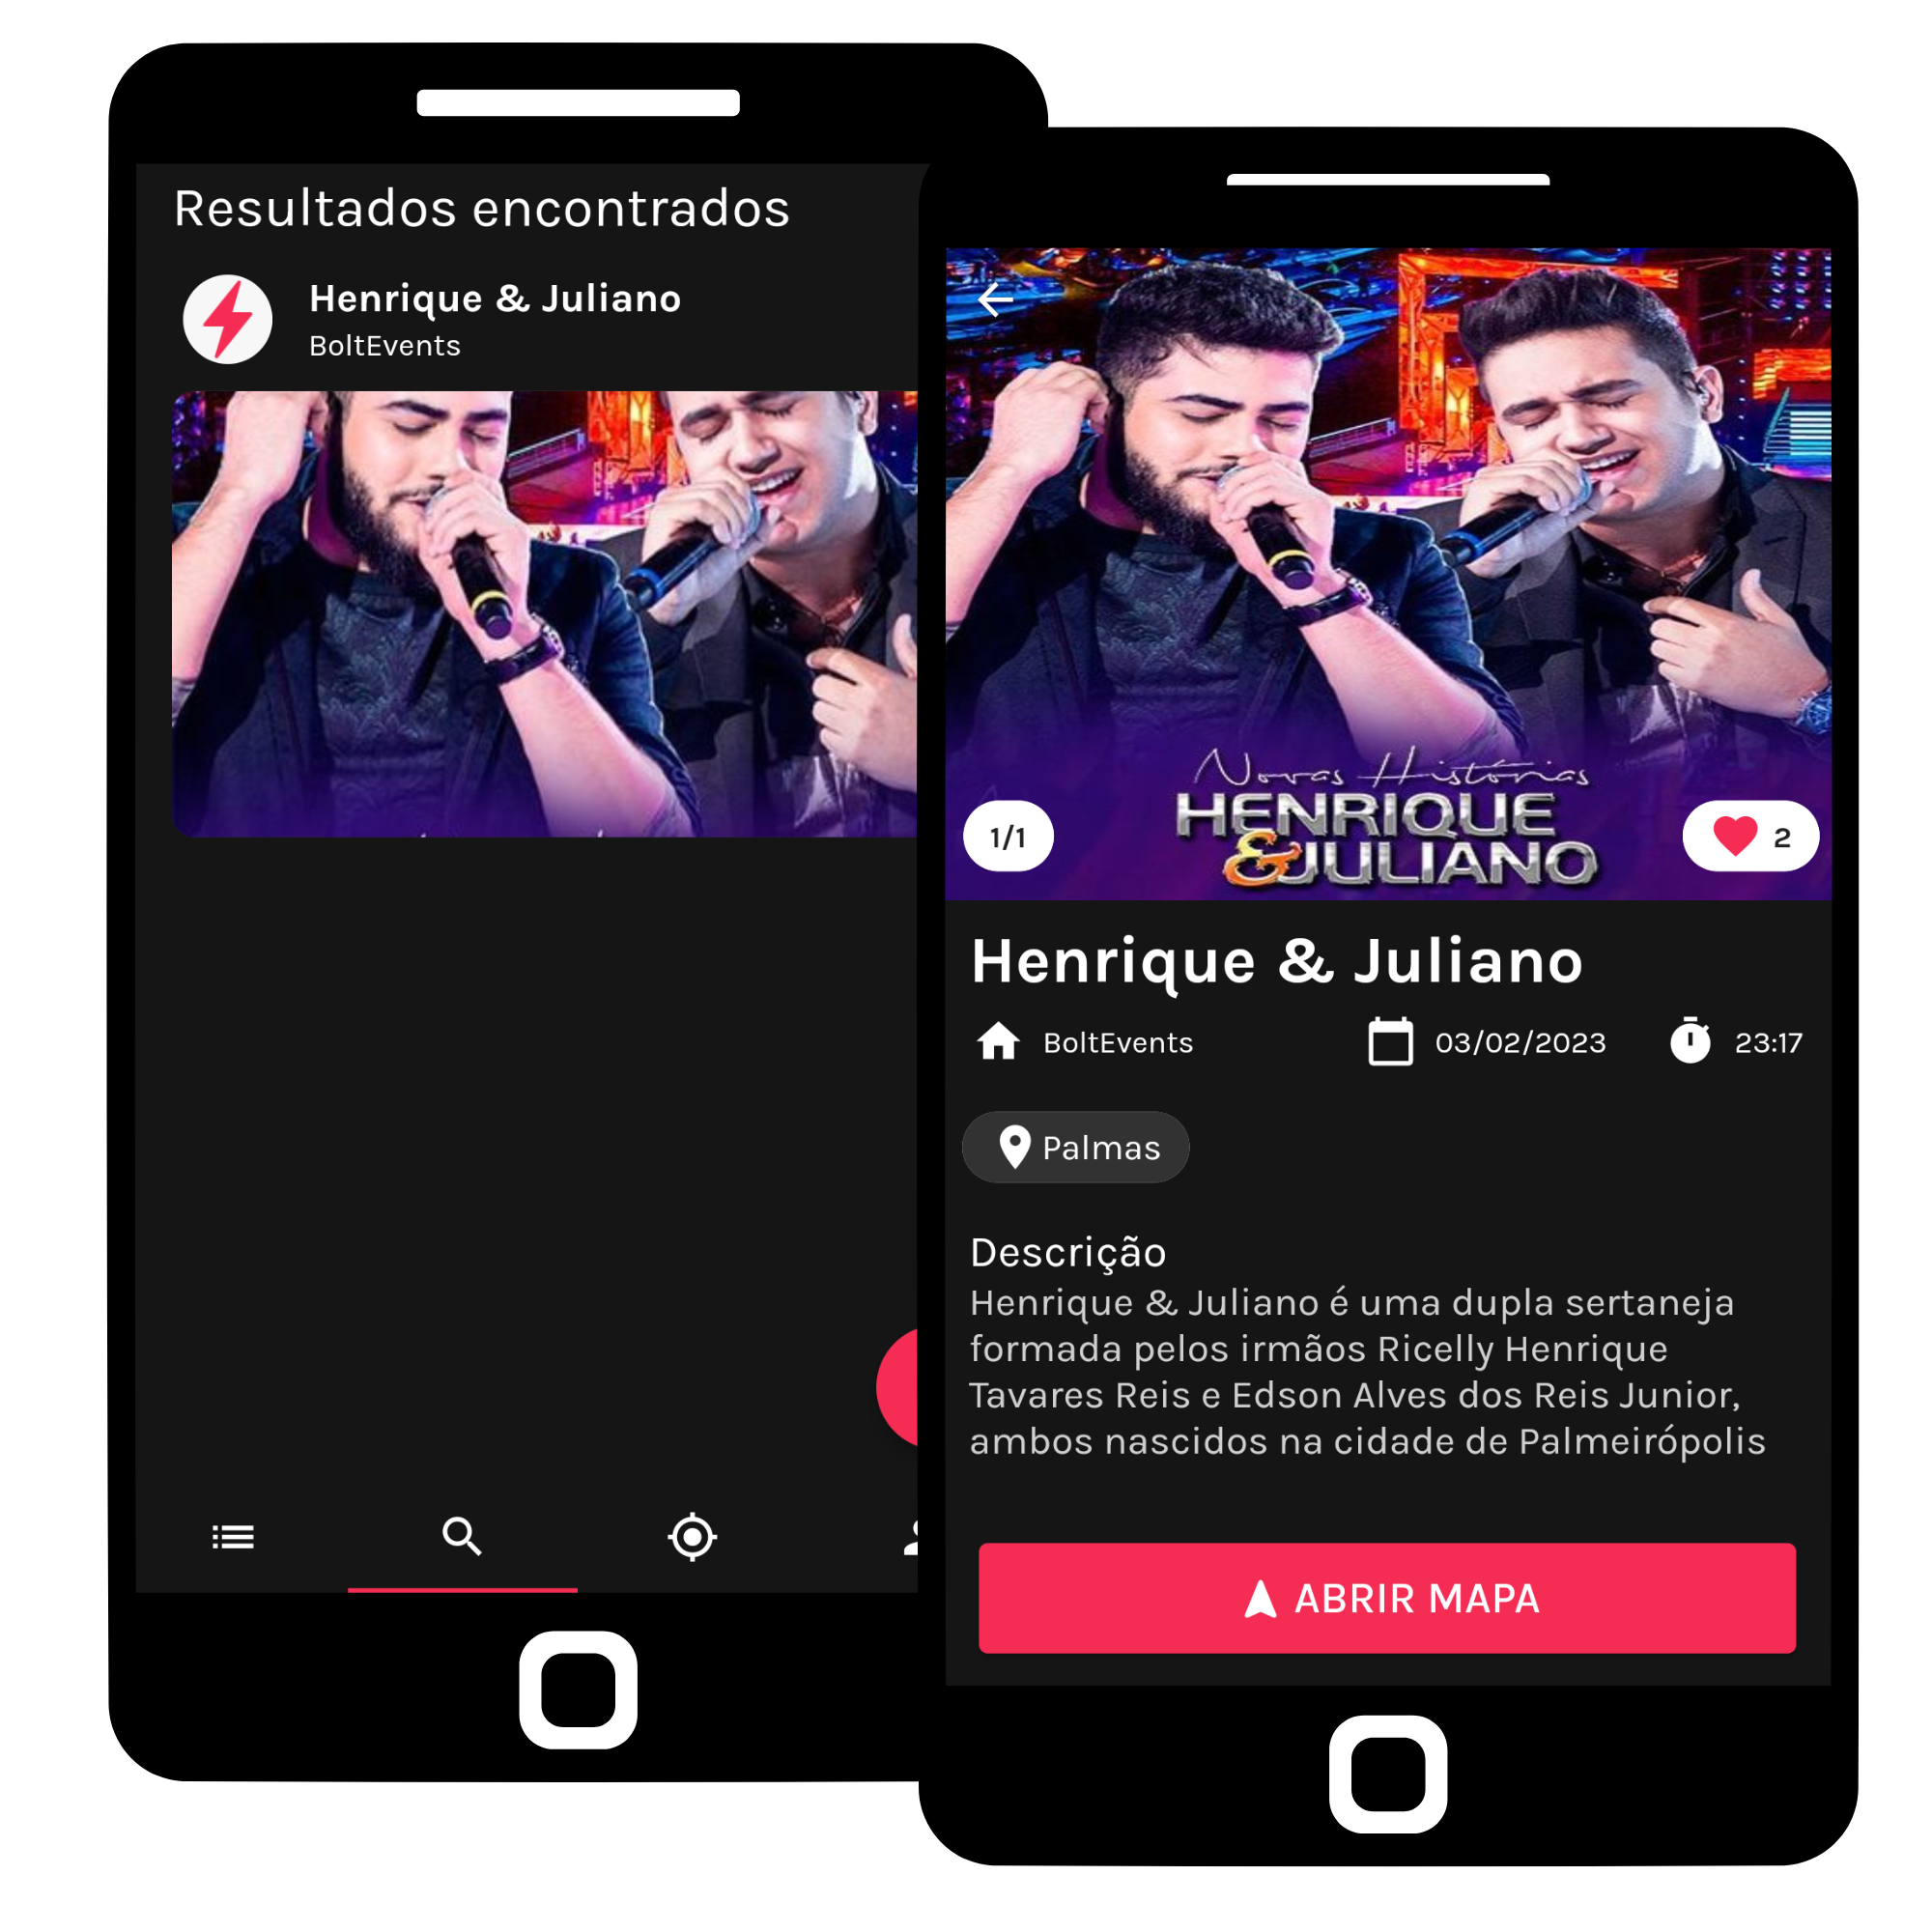 Resultados encontrados
Henrique & Juliano
BoltEvents
Novas Histórias
HENRIQUE
&JULIANO
1/1
2
Henrique & Juliano
BoltEvents
03/02/2023
23:17
Palmas
Descrição
Henrique & Juliano é uma dupla sertaneja
formada pelos irmãos Ricelly Henrique
Tavares Reis e Edson Alves dos Reis Junior,
ambos nascidos na cidade de Palmeirópolis
ABRIR MAPA